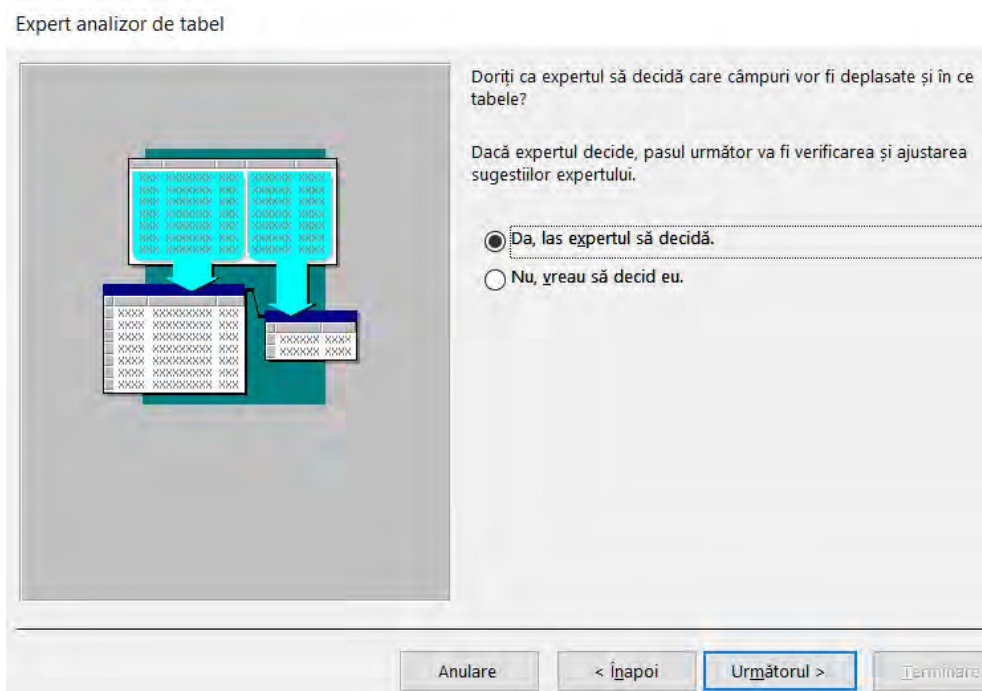 Expert analizor de tabel
Doriți ca expertul să decidă care câmpuri vor fi deplasate și în ce
tabele?
Dacă expertul decide, pasul următor va fi verificarea și ajustarea
sugestiilor expertului.
Da, las expertul să decidă.
Nu, vreau să decid eu.
Anulare
< Înapoi
Următorul >
Terminare